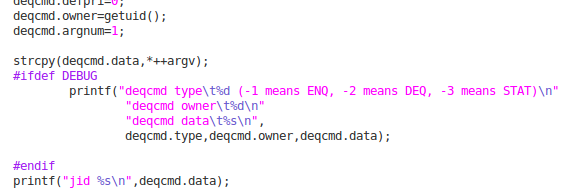 deqcmd.defpri=0;
deqcmd.owner=getuid();
deqcmd.argnum=1;
strcpy(deqcmd.data,*++argv);
#ifdef DEBUG
printf("deqcmd type\t%d (-1 means ENQ, -2 means DEQ, -3 means STAT)\n"
"deqcmd owner\t%d\n"
"deqcmd data\t%s\n",
deqcmd.type,deqcmd.owner,deqcmd.data);
#endif
printf("jid %s\n",deqcmd.data);